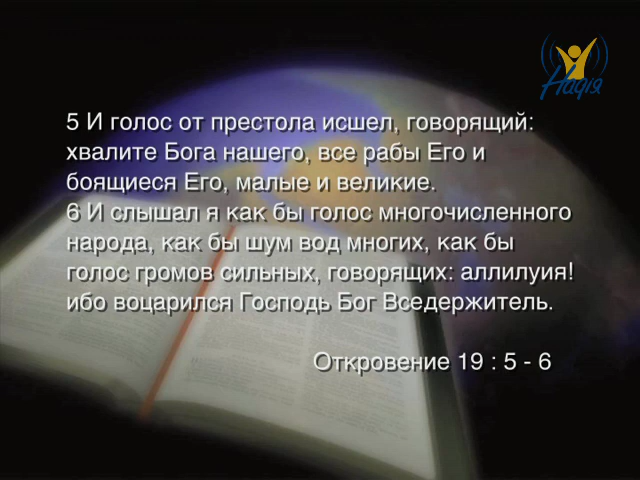 Надія
5 И голос от престола исшел, говорящий:
хвалите Бога нашего, все рабы Его и
боящиеся Его, малые и великие.
6 И слышал я как бы голос многочисленного
народа, как бы шум вод многих, как бы
голос громов сильных, говорящих: аллилуия!
ибо воцарился Господь Бог Вседержитель.
Откровение 19 : 5 - 6